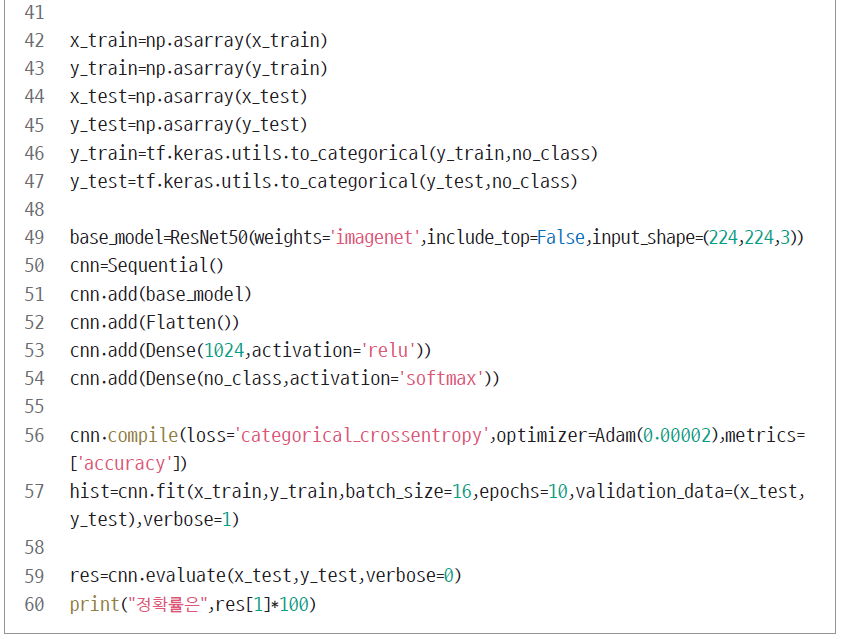 41
42 x_train=np.asarray(x_train)
43 y_train=np.asarray(y_train)
44 x_test=np.asarray(x_test)
45 y_test=np.asarray(y_test)
46 y_train=tf.keras.utils.to_categorical(y_train,no_class)
47 y_test=tf.keras.utils.to_categorical(y_test,no_class)
48
49 base_model=ResNet50(weights='imagenet',include_top=False,input_shape=(224,224,3))
50 cnn=Sequential()
51 cnn.add(base_model)
52 cnn.add(Flatten())
53 cnn.add(Dense(1024,activation='relu'))
54 cnn.add(Dense(no_class,activation='softmax'))
55
56 cnn.compile(loss='categorical_crossentropy',optimizer=Adam(0.00002),metrics=
['accuracy'])
57 hist=cnn.fit(x_train,y_train,batch_size=16,epochs=10,validation_data=(x_test,
y_test),verbose=1)
58
59 res=cnn.evaluate(x_test,y_test,verbose=0)
60 print("정확률은",res[1]*100)